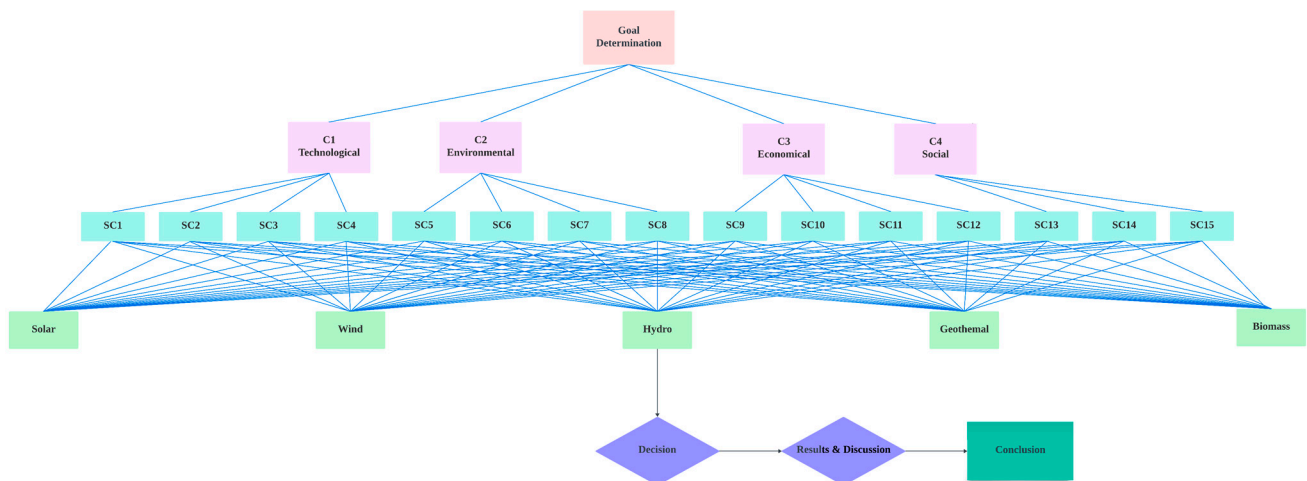 Goal
Determination
C1
Technological
C2
Environmental
C3
Economical
C4
Social
SC1
SC2
SC3
SC4
SC5
SC6
SC7
SC8
SC9
SC10
SC11
SC12
SC13
SC14
SC15
Solar
Wind
Hydro
Geothemal
Biomass
Decision
Results & Discussion
Conclusion